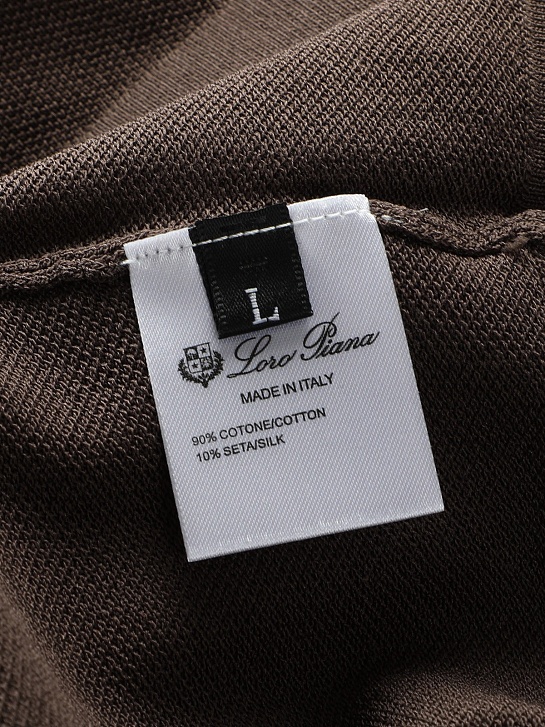 L
Loro Piana
MADE IN ITALY
90% COTONE/COTTON
10% SETA/SILK